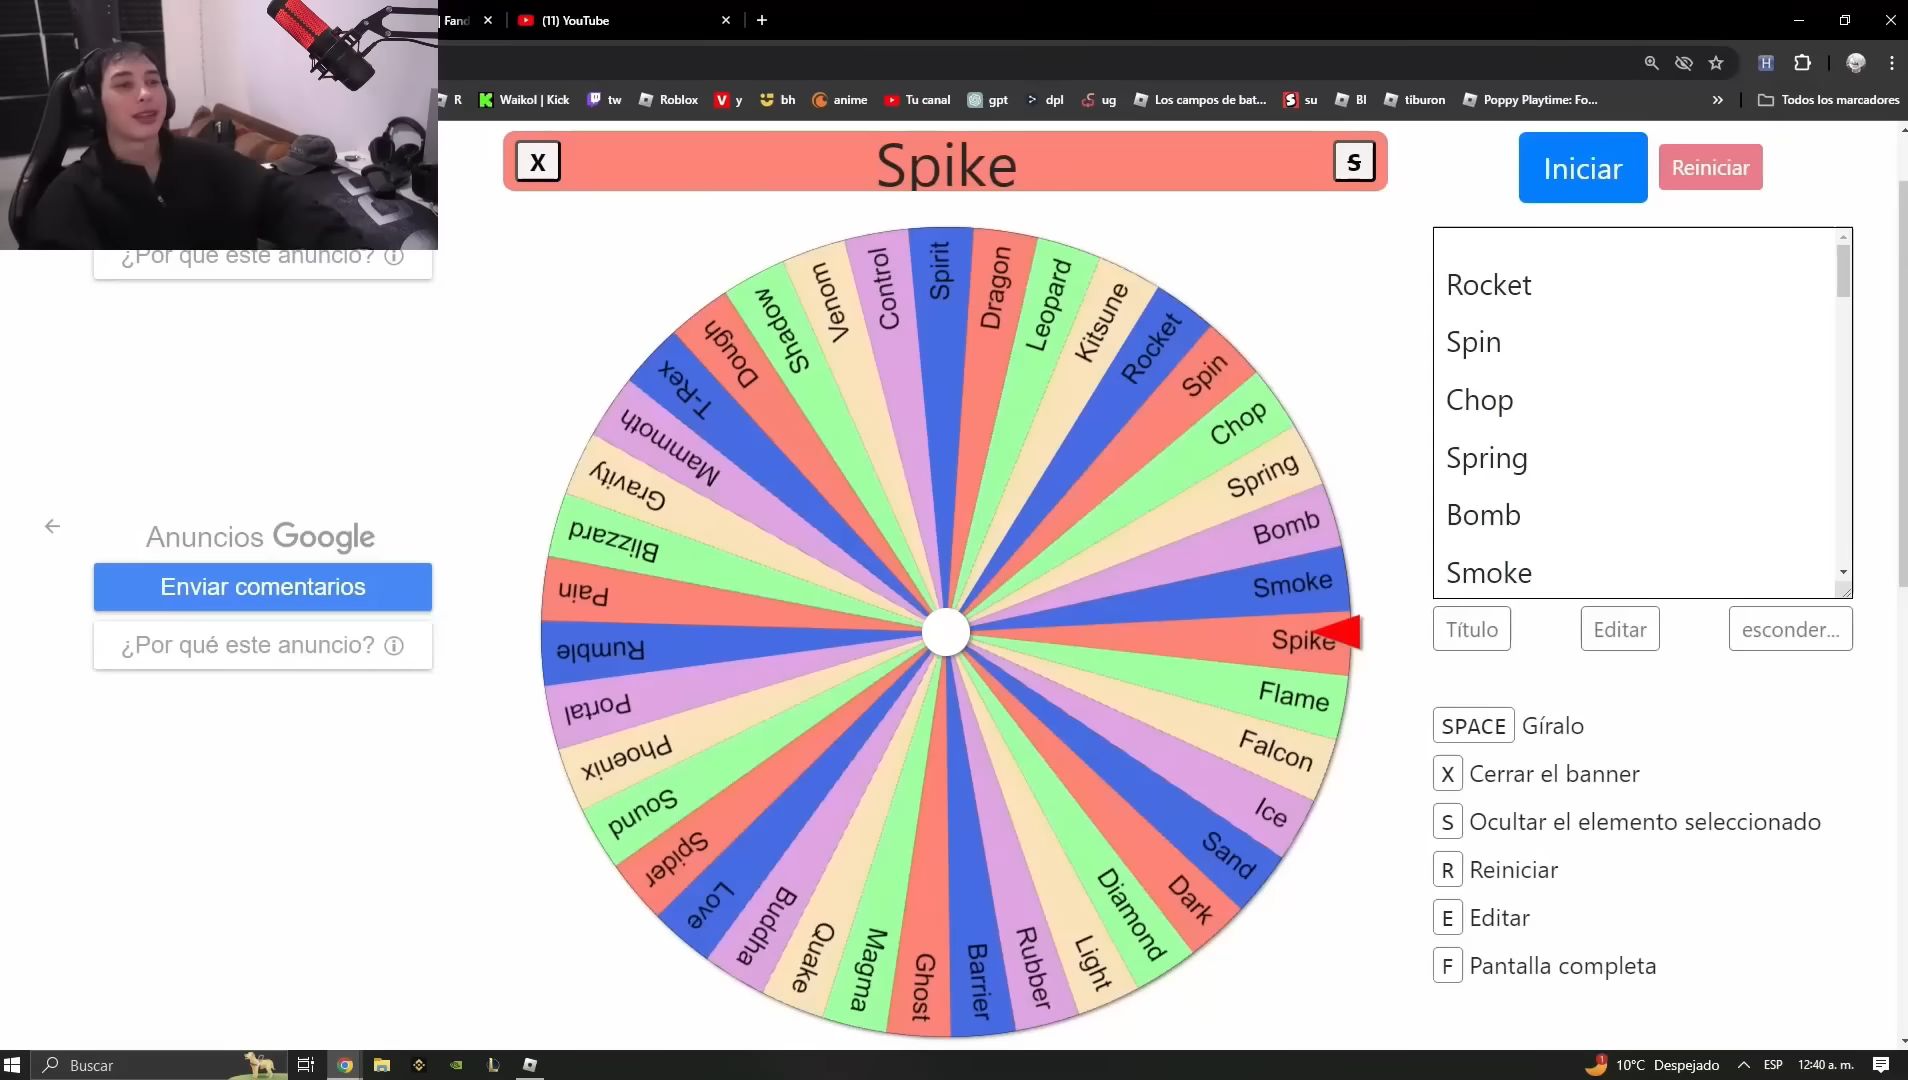 Fand
(11) YouTube
R
Waikol | Kick
tw
Roblox
y
bh
anime
Tu canal
gpt
dpl
ug
Los campos de bat...
su
Bl
tiburon
Poppy Playtime: Fo...
Todos los marcadores
X
Spike
S
Iniciar
Reiniciar
¿Por qué este anuncio?
Anuncios Google
Enviar comentarios
¿Por qué este anuncio?
Spirit
Dragon
Leopard
Kitsune
Rocket
Spin
Chop
Spring
Bomb
Smoke
Spike
Flame
Falcon
Ice
Sand
Dark
Diamond
Light
Rubber
Barrier
Ghost
Magma
Quake
Buddha
Love
Spider
Sound
Phoenix
Portal
Rumble
Pain
Blizzard
Gravity
Mammoth
T-Rex
Dough
Shadow
Venom
Control
Rocket
Spin
Chop
Spring
Bomb
Smoke
Título
Editar
esconder...
SPACE Gíralo
X Cerrar el banner
S Ocultar el elemento seleccionado
R Reiniciar
E Editar
F Pantalla completa
Buscar
10°C Despejado
ESP
12:40 a. m.